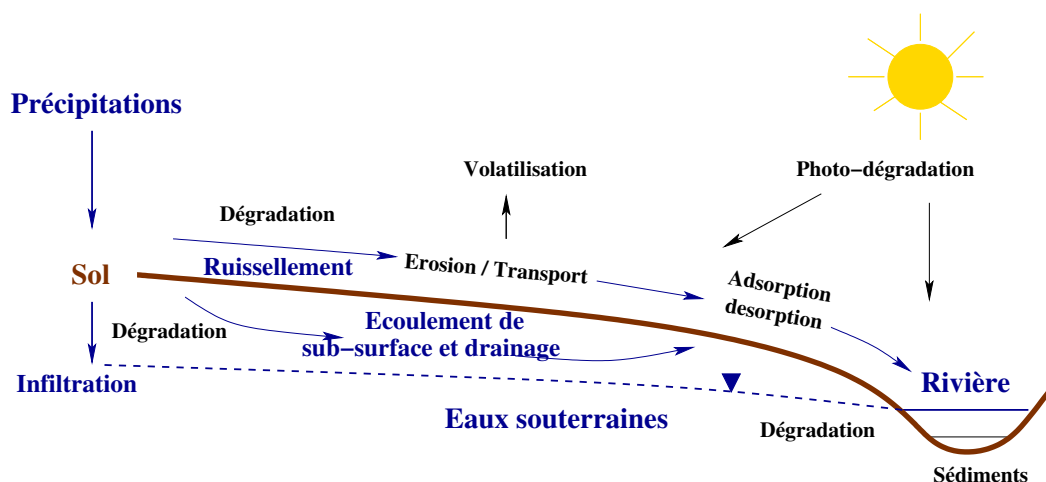 Précipitations
Volatilisation
Photo−dégradation
Dégradation
Sol
Ruissellement
Erosion / Transport
Adsorption
desorption
Dégradation
Ecoulement de
sub−surface et drainage
Infiltration
Rivière
Eaux souterraines
Dégradation
Sédiments